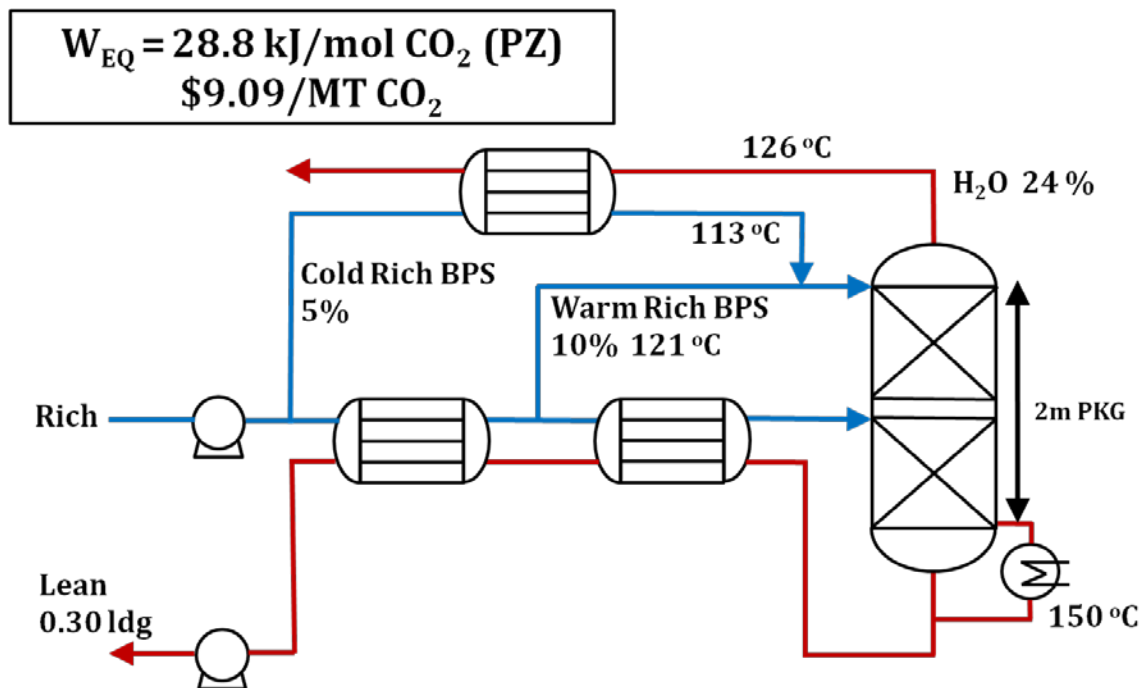 W_EQ = 28.8 kJ/mol CO₂ (PZ)
$9.09/MT CO₂
126 °C
H₂O 24 %
113 °C
Cold Rich BPS
5%
Warm Rich BPS
10% 121 °C
Rich
2m PKG
Lean
0.30 ldg
150 °C